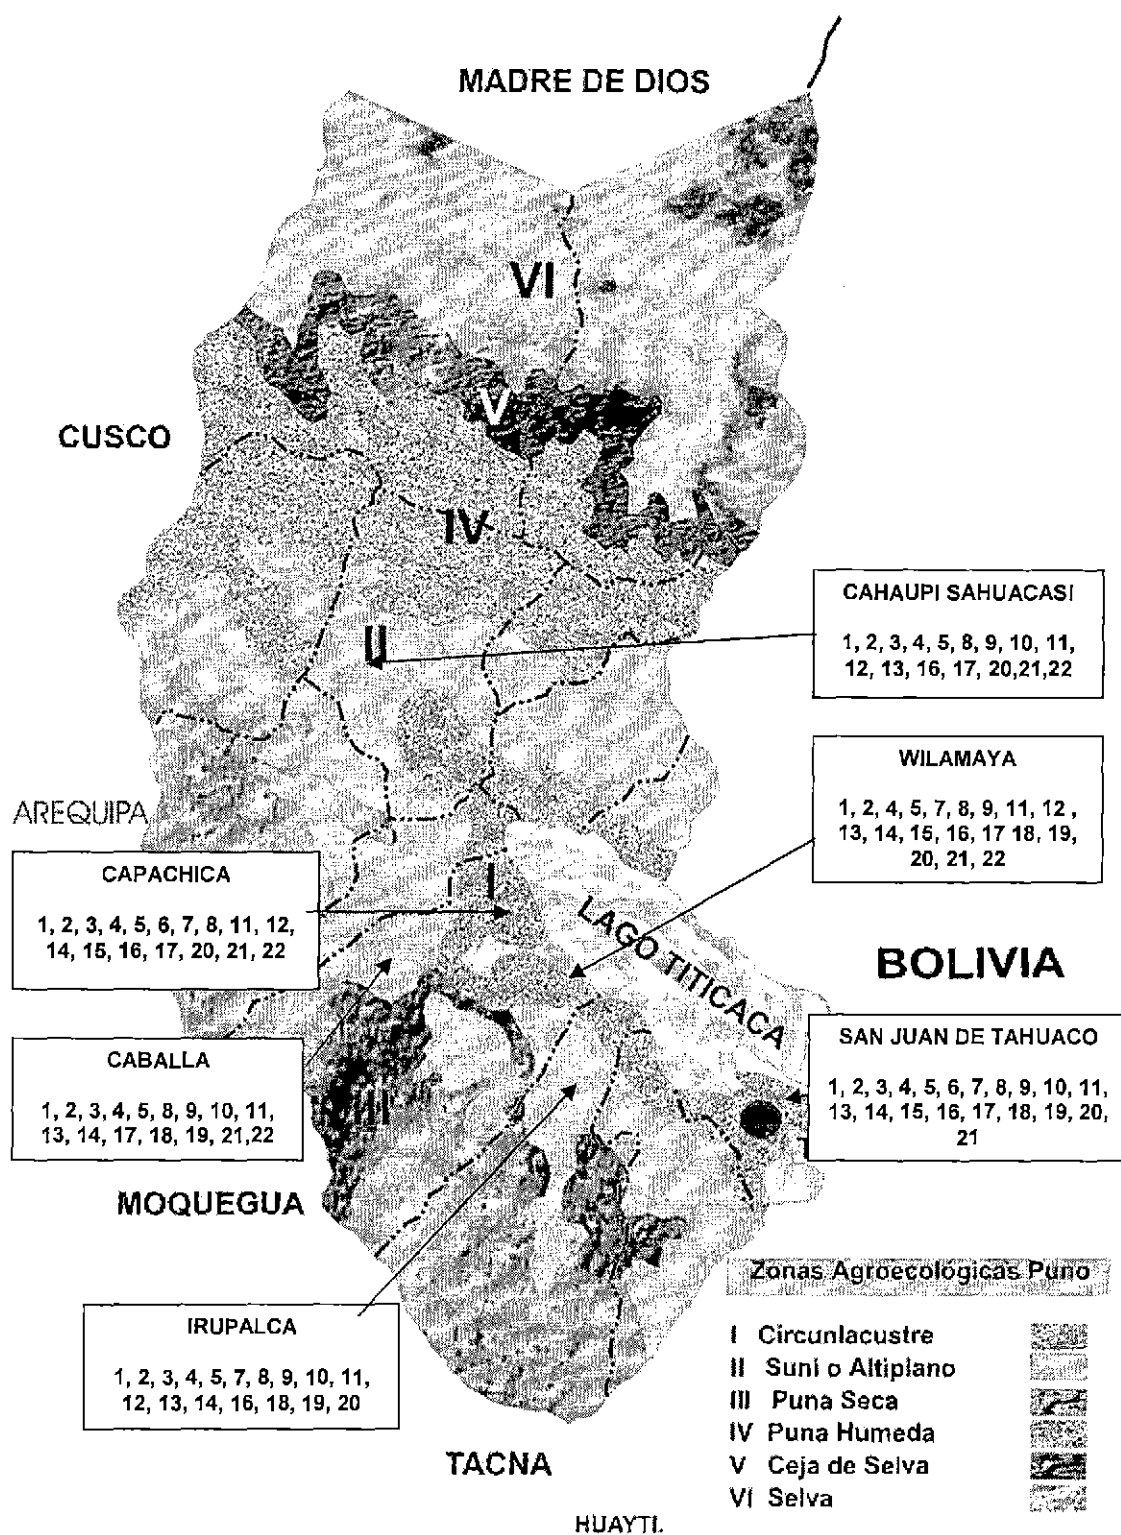 MADRE DE DIOS
VI
V
CUSCO
IV
CAHAUPI SAHUACASI
1, 2, 3, 4, 5, 8, 9, 10, 11,
12, 13, 16, 17, 20,21,22
II
WILAMAYA
1, 2, 4, 5, 7, 8, 9, 11, 12 ,
13, 14, 15, 16, 17 18, 19,
20, 21, 22
AREQUIPA
CAPACHICA
1, 2, 3, 4, 5, 6, 7, 8, 11, 12,
14, 15, 16, 17, 20, 21, 22
I
LAGO TITICACA
BOLIVIA
SAN JUAN DE TAHUACO
1, 2, 3, 4, 5, 6, 7, 8, 9, 10, 11,
13, 14, 15, 16, 17, 18, 19, 20,
21
CABALLA
1, 2, 3, 4, 5, 8, 9, 10, 11,
13, 14, 17, 18, 19, 21,22
III
MOQUEGUA
IRUPALCA
1, 2, 3, 4, 5, 7, 8, 9, 10, 11,
12, 13, 14, 16, 18, 19, 20
TACNA
Zonas Agroecológicas Puno
I Circunlacustre
II Suni o Altiplano
III Puna Seca
IV Puna Humeda
V Ceja de Selva
VI Selva
HUAYTI.